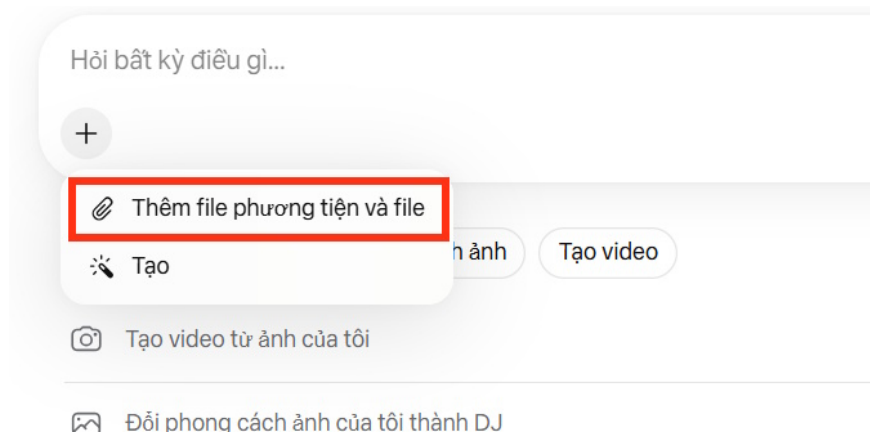 Hỏi bất kỳ điều gì...
Thêm file phương tiện và file
Tạo
ảnh
Tạo video
Tạo video từ ảnh của tôi
Đổi phong cách ảnh của tôi thành DJ